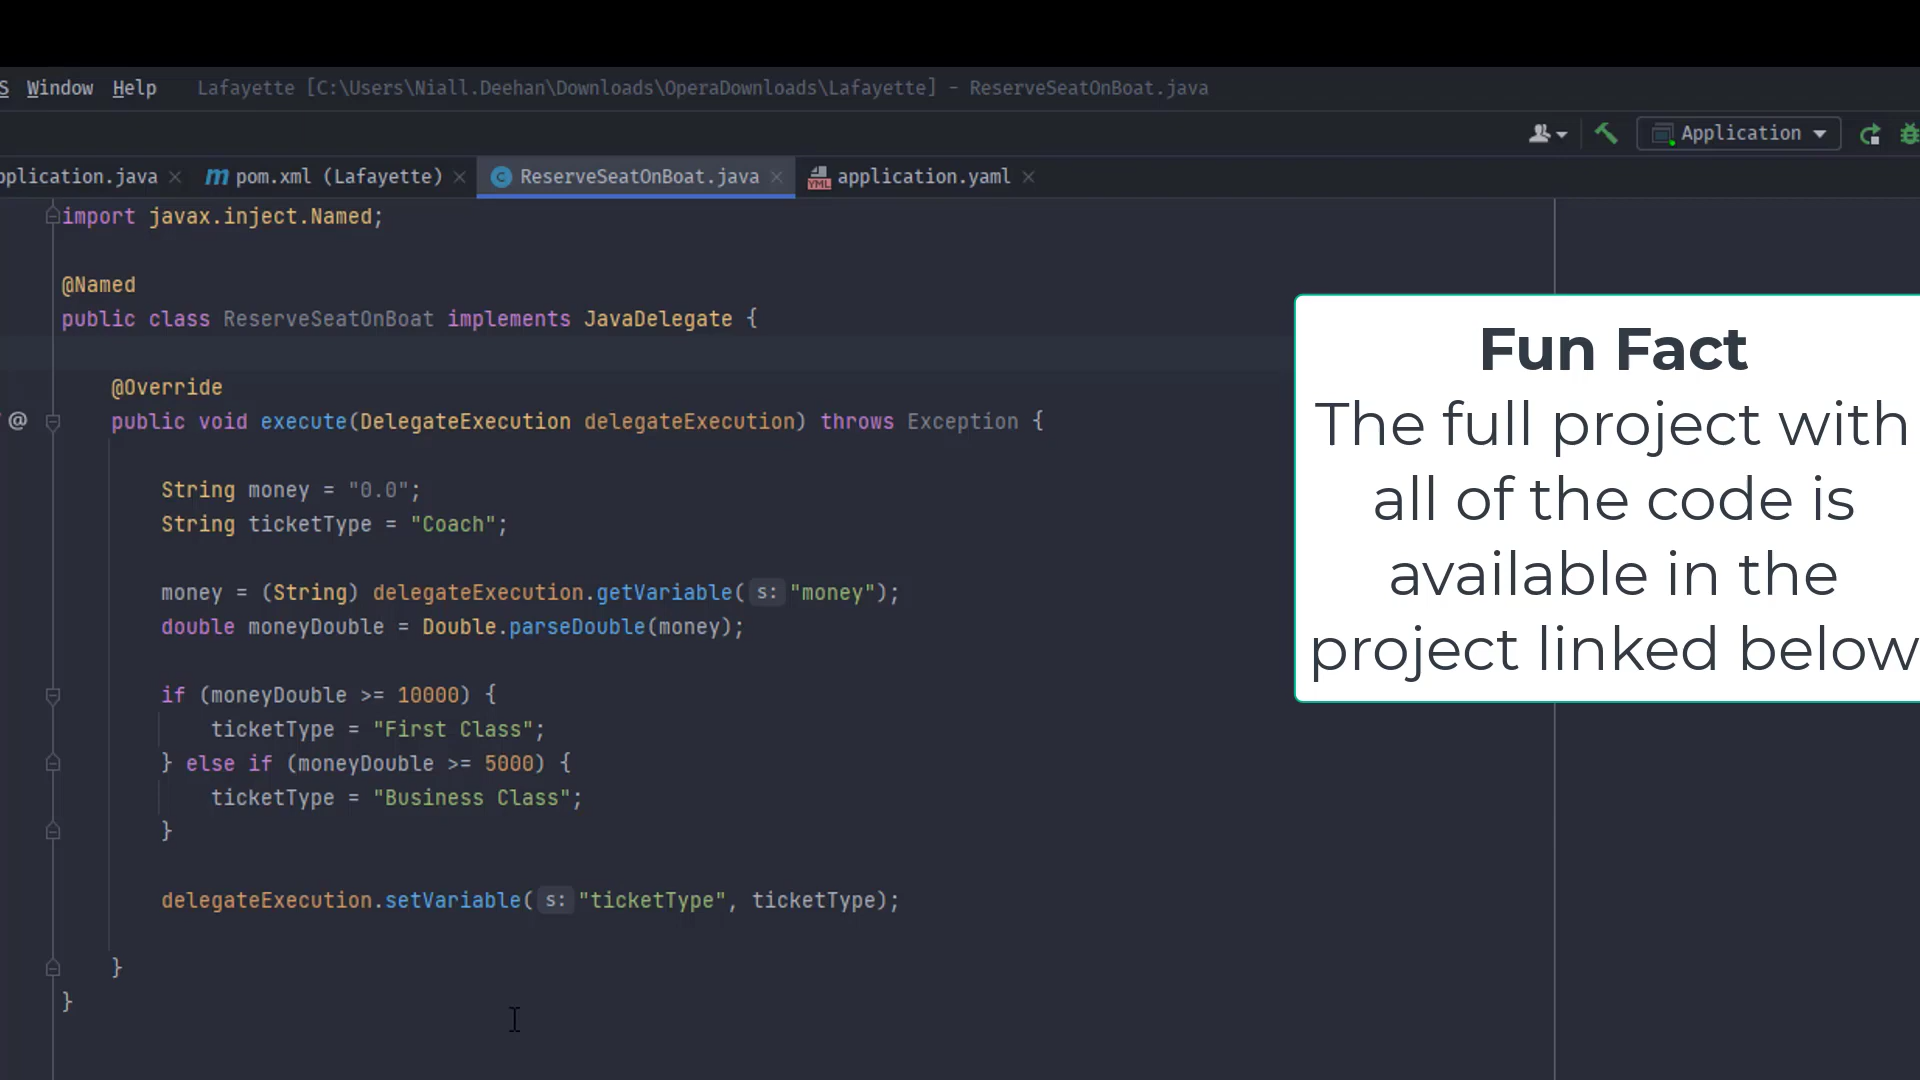 S Window Help Lafayette [C:\Users\Niall.Deehan\Downloads\OperaDownloads\Lafayette] - ReserveSeatOnBoat.java
Application
pplication.java × m pom.xml (Lafayette) × C ReserveSeatOnBoat.java × YML application.yaml ×
import javax.inject.Named;
@Named
public class ReserveSeatOnBoat implements JavaDelegate {
@Override
@ public void execute(DelegateExecution delegateExecution) throws Exception {
String money = "0.0";
String ticketType = "Coach";
money = (String) delegateExecution.getVariable( s: "money");
double moneyDouble = Double.parseDouble(money);
if (moneyDouble >= 10000) {
ticketType = "First Class";
} else if (moneyDouble >= 5000) {
ticketType = "Business Class";
}
delegateExecution.setVariable( s: "ticketType", ticketType);
}
}
Fun Fact
The full project with
all of the code is
available in the
project linked below